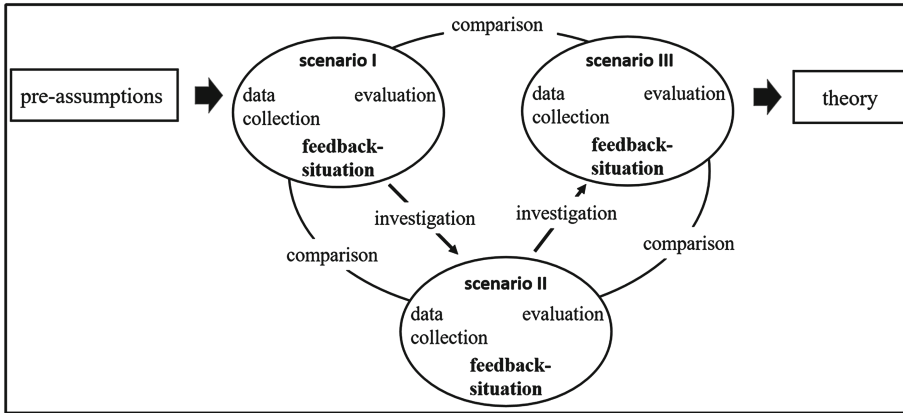 comparison
pre-assumptions
scenario I
data
evaluation
collection
feedback-
situation
scenario III
data
evaluation
collection
feedback-
situation
theory
investigation
investigation
comparison
comparison
scenario II
data
evaluation
collection
feedback-
situation